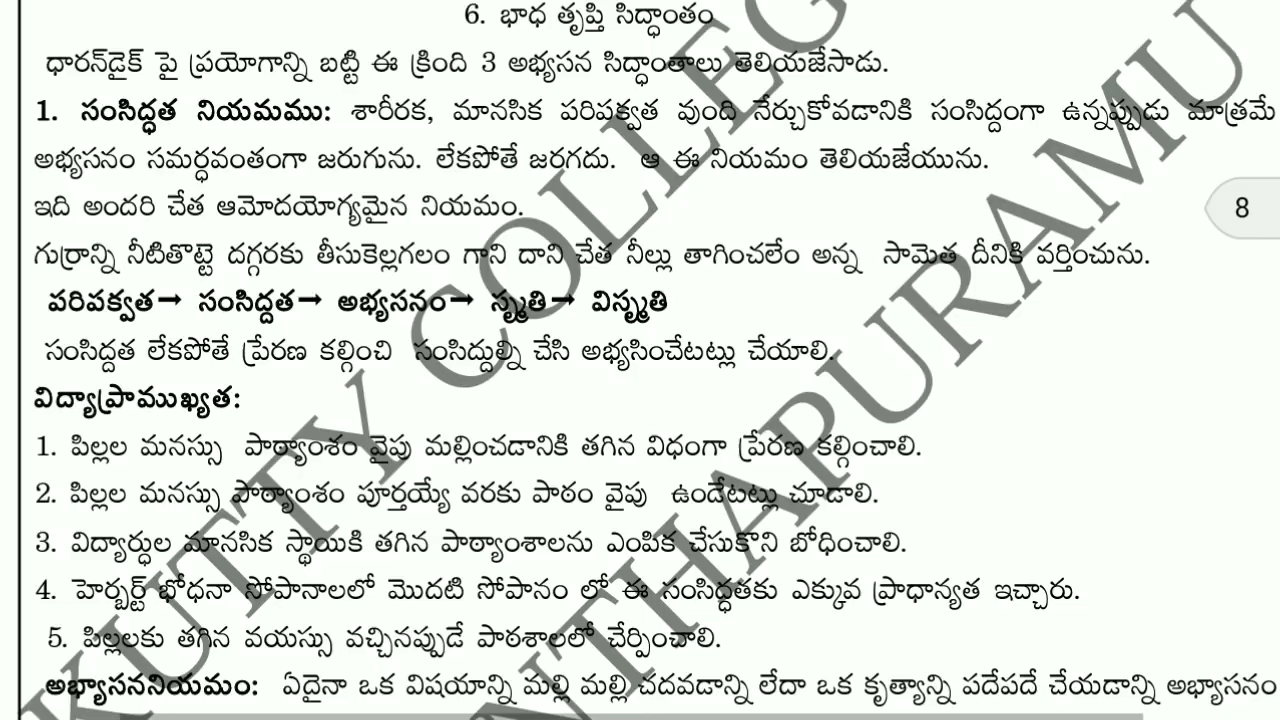 6. భాధ తృప్తి సిద్ధాంతం
ధారన్‌డైక్ పై ప్రయోగాన్ని బట్టి ఈ క్రింది 3 అభ్యసన సిద్ధాంతాలు తెలియజేసాడు.
1. సంసిద్ధత నియమము: శారీరక, మానసిక పరిపక్వత వుంది నేర్చుకోవడానికి సంసిద్దంగా ఉన్నప్పుడు మాత్రమే
అభ్యసనం సమర్ధవంతంగా జరుగును. లేకపోతే జరగదు. ఆ ఈ నియమం తెలియజేయును.
8
ఇది అందరి చేత ఆమోదయోగ్యమైన నియమం.
గుర్రాన్ని నీటితొట్టె దగ్గరకు తీసుకెల్లగలం గాని దాని చేత నీల్లు తాగించలేం అన్న సామెత దీనికి వర్తించును.
పరిపక్వత→ సంసిద్దత→ అభ్యసనం→ స్మృతి→ విస్మృతి
సంసిద్దత లేకపోతే ప్రేరణ కల్గించి సంసిద్దుల్ని చేసి అభ్యసించేటట్లు చేయాలి.
విద్యాప్రాముఖ్యత:
1. పిల్లల మనస్సు పాఠ్యాంశం వైపు మల్లించడానికి తగిన విధంగా ప్రేరణ కల్గించాలి.
2. పిల్లల మనస్సు పాఠ్యాంశం పూర్తయ్యే వరకు పాఠం వైపు ఉండేటట్లు చూడాలి.
3. విద్యార్ధుల మానసిక స్థాయికి తగిన పాఠ్యాంశాలను ఎంపిక చేసుకొని బోధించాలి.
4. హెర్బర్ట్ భోధనా సోపానాలలో మొదటి సోపానం లో ఈ సంసిద్ధతకు ఎక్కువ ప్రాధాన్యత ఇచ్చారు.
5. పిల్లలకు తగిన వయస్సు వచ్చినప్పుడే పాఠశాలలో చేర్పించాలి.
అభ్యాసననియమం: ఏదైనా ఒక విషయాన్ని మల్లి మల్లి చదవడాన్ని లేదా ఒక కృత్యాన్ని పదేపదే చేయడాన్ని అభ్యాసనం
KUTTY COLLEG
NTHAPURAMU